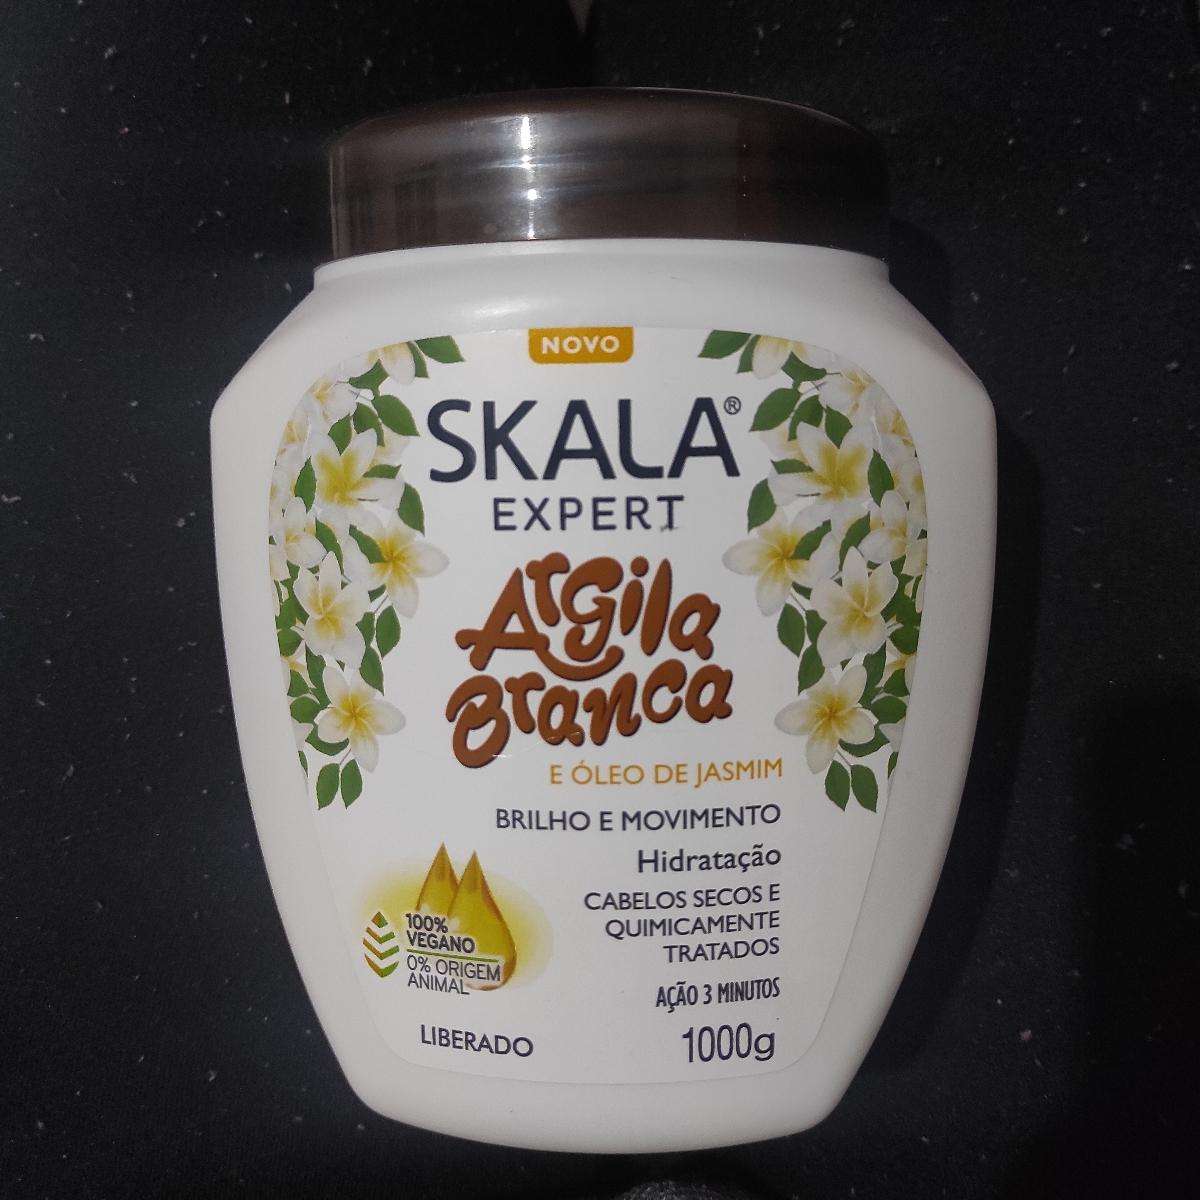 NOVO
SKALA®
EXPERT
Argila
Branca
E ÓLEO DE JASMIM
BRILHO E MOVIMENTO
Hidratação
CABELOS SECOS E
QUIMICAMENTE
TRATADOS
AÇÃO 3 MINUTOS
1000g
100%
VEGANO
0% ORIGEM
ANIMAL
LIBERADO